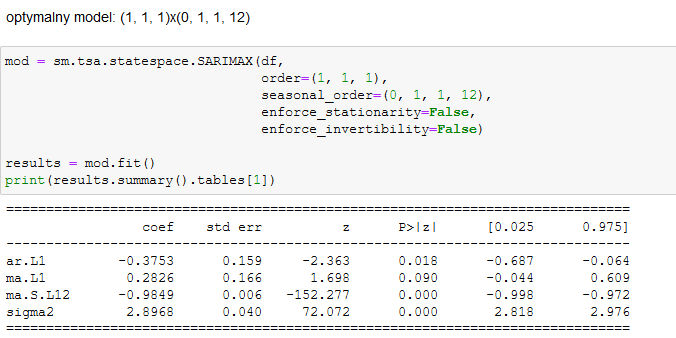 optymalny model: (1, 1, 1)x(0, 1, 1, 12)
mod = sm.tsa.statespace.SARIMAX(df,
order=(1, 1, 1),
seasonal_order=(0, 1, 1, 12),
enforce_stationarity=False,
enforce_invertibility=False)
results = mod.fit()
print(results.summary().tables[1])
==============================================================================
coef std err z P>|z| [0.025 0.975]
------------------------------------------------------------------------------
ar.L1 -0.3753 0.159 -2.363 0.018 -0.687 -0.064
ma.L1 0.2826 0.166 1.698 0.090 -0.044 0.609
ma.S.L12 -0.9849 0.006 -152.277 0.000 -0.998 -0.972
sigma2 2.8968 0.040 72.072 0.000 2.818 2.976
==============================================================================